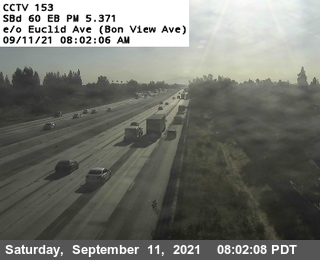 CCTV 153
SBd 60 EB PM 5.371
e/o Euclid Ave (Bon View Ave)
09/11/21 08:02:06 AM
Saturday, September 11, 2021 08:02:08 PDT